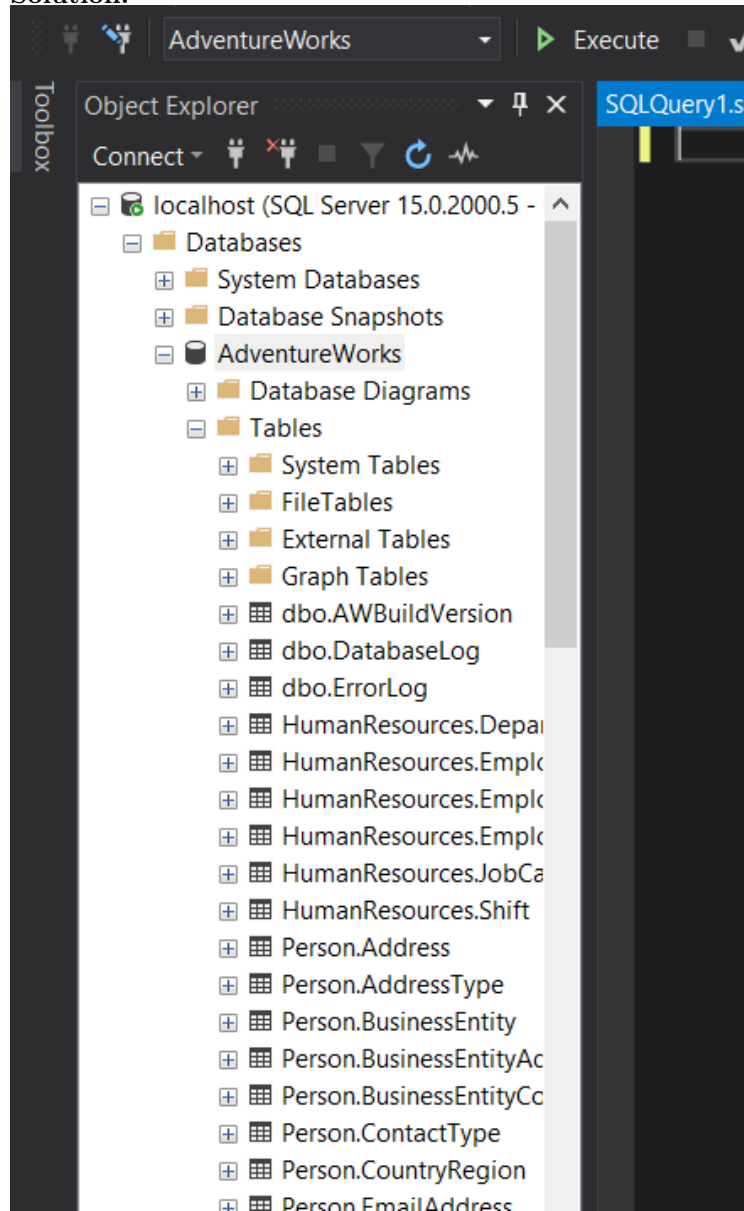 Solution:
AdventureWorks Execute
Toolbox
Object Explorer
SQLQuery1.s
Connect
localhost (SQL Server 15.0.2000.5 -
Databases
System Databases
Database Snapshots
AdventureWorks
Database Diagrams
Tables
System Tables
FileTables
External Tables
Graph Tables
dbo.AWBuildVersion
dbo.DatabaseLog
dbo.ErrorLog
HumanResources.Depar
HumanResources.Emplo
HumanResources.Emplo
HumanResources.Emplo
HumanResources.JobCa
HumanResources.Shift
Person.Address
Person.AddressType
Person.BusinessEntity
Person.BusinessEntityAc
Person.BusinessEntityCo
Person.ContactType
Person.CountryRegion
Person.EmailAddress